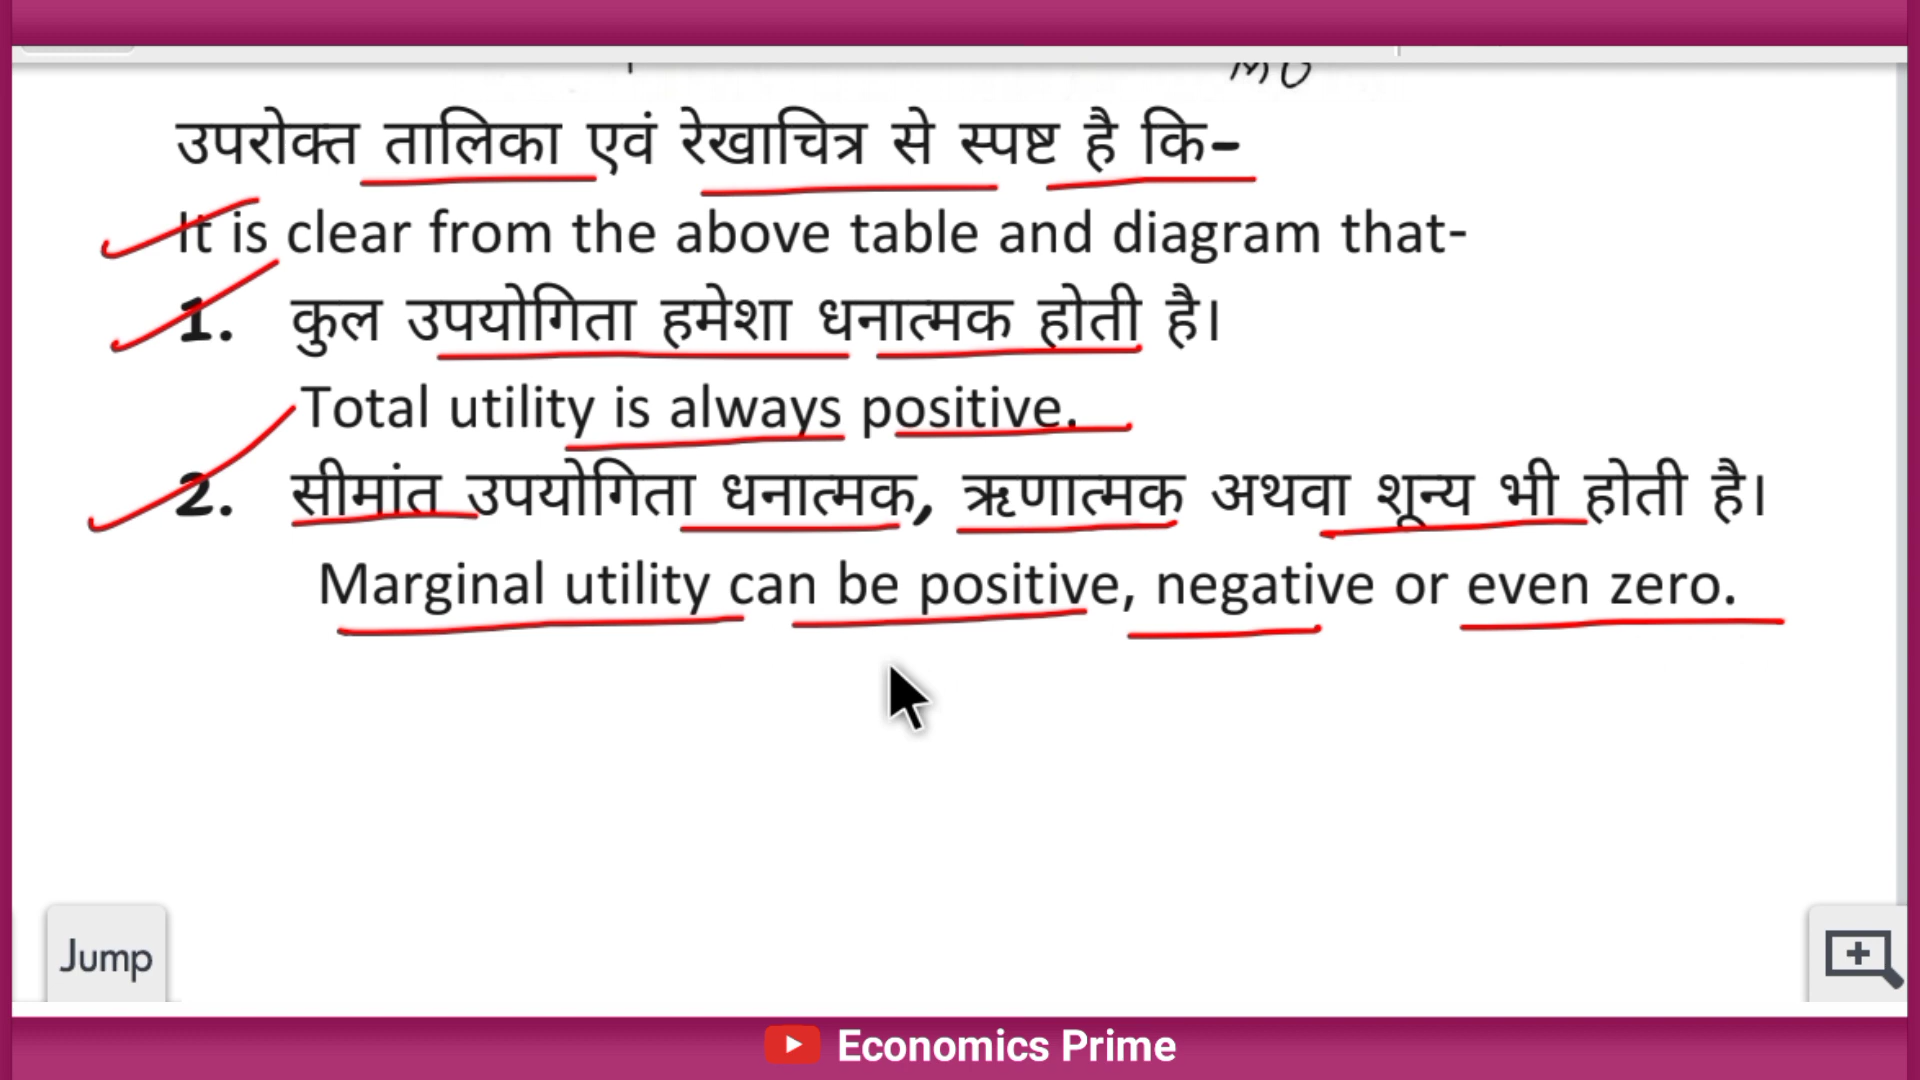 MU
उपरोक्त तालिका एवं रेखाचित्र से स्पष्ट है कि-
It is clear from the above table and diagram that-
1. कुल उपयोगिता हमेशा धनात्मक होती है।
Total utility is always positive.
2. सीमांत उपयोगिता धनात्मक, ऋणात्मक अथवा शून्य भी होती है।
Marginal utility can be positive, negative or even zero.
Jump
Economics Prime